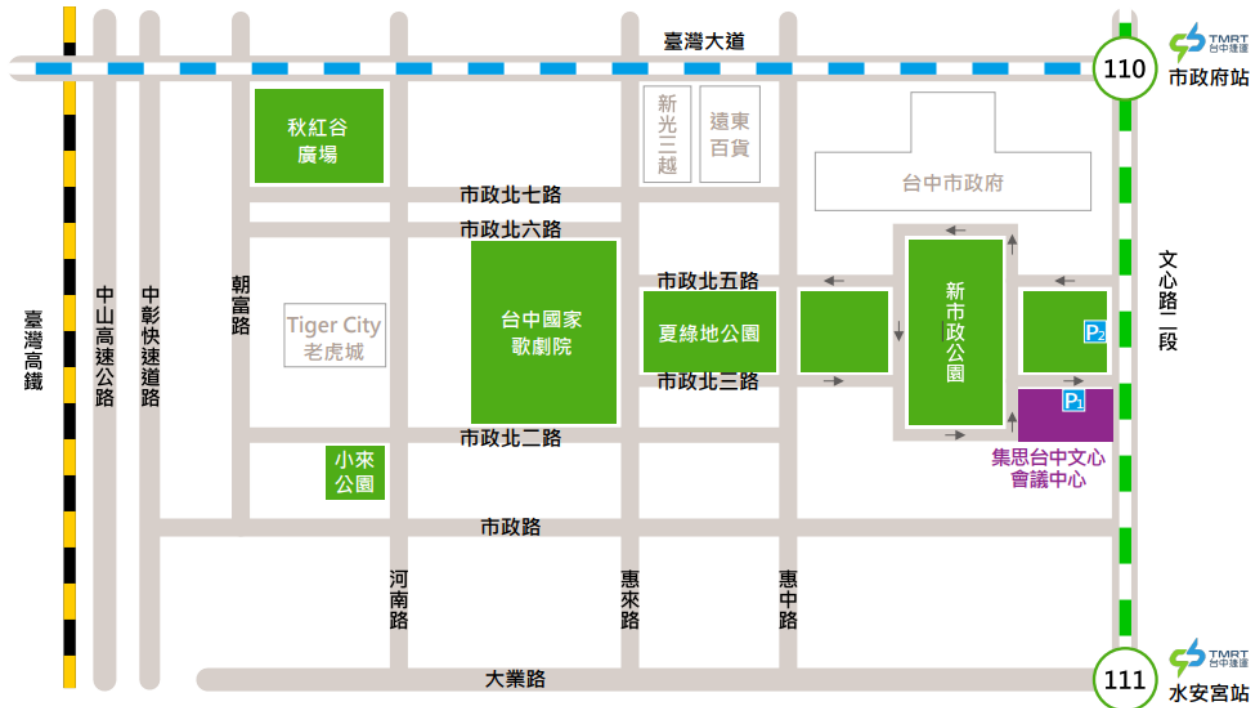 臺灣大道
TMRT
台中捷運
110
市政府站
新光三越
遠東
百貨
秋紅谷
廣場
台中市政府
市政北七路
市政北六路
市政北五路
文心路二段
朝富路
中山高速公路
中彰快速道路
臺灣高鐵
Tiger City
老虎城
台中國家
歌劇院
夏綠地公園
新市政公園
P2
市政北三路
P1
市政北二路
小來
公園
集思台中文心
會議中心
市政路
河南路
惠來路
惠中路
大業路
TMRT
台中捷運
111
水安宮站